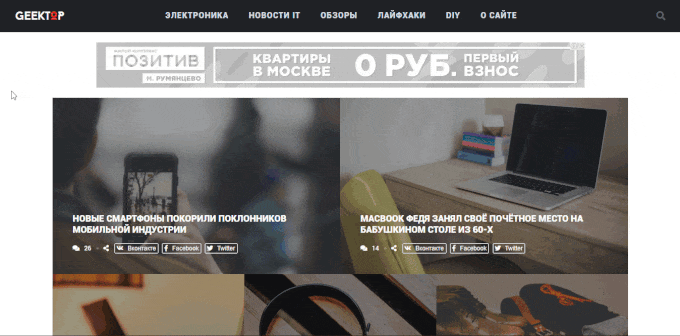 GEEKTOP
ЭЛЕКТРОНИКА НОВОСТИ IT ОБЗОРЫ ЛАЙФХАКИ DIY О САЙТЕ
ПОЗИТИВ
М. РУМЯНЦЕВО
КВАРТИРЫ
В МОСКВЕ
0 РУБ.
ПЕРВЫЙ
ВЗНОС
НОВЫЕ СМАРТФОНЫ ПОКОРИЛИ ПОКЛОННИКОВ
МОБИЛЬНОЙ ИНДУСТРИИ
26 Вконтакте Facebook Twitter
MACBOOK ФЕДЯ ЗАНЯЛ СВОЁ ПОЧЁТНОЕ МЕСТО НА
БАБУШКИНОМ СТОЛЕ ИЗ 60-Х
14 Вконтакте Facebook Twitter